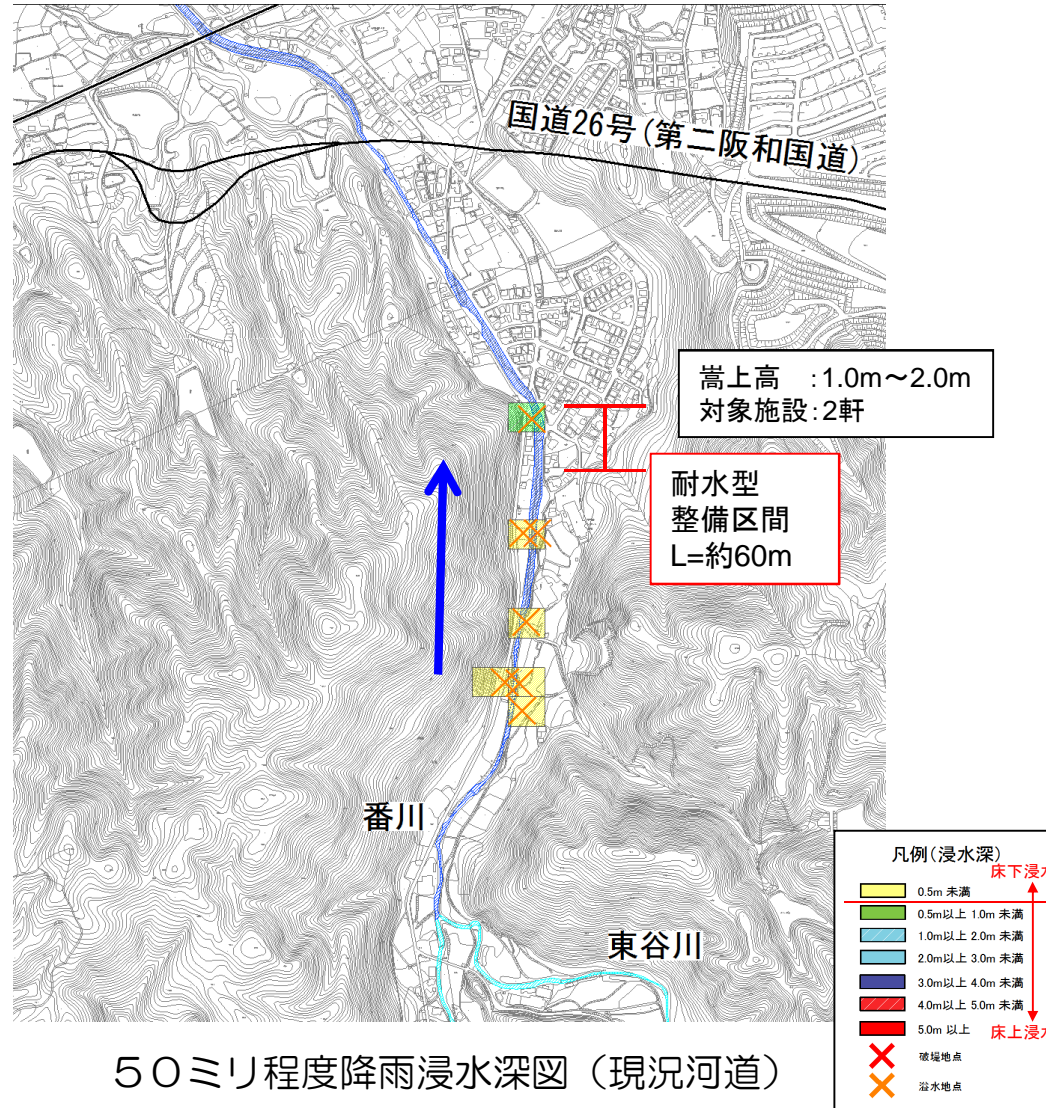 国道26号(第二阪和国道)
嵩上高 :1.0m～2.0m
対象施設:2軒
耐水型
整備区間
L=約60m
番川
東谷川
凡例(浸水深)
床下浸水
0.5m 未満
0.5m以上 1.0m 未満
1.0m以上 2.0m 未満
2.0m以上 3.0m 未満
3.0m以上 4.0m 未満
4.0m以上 5.0m 未満
5.0m 以上
床上浸水
破堤地点
溢水地点
５０ミリ程度降雨浸水深図（現況河道）